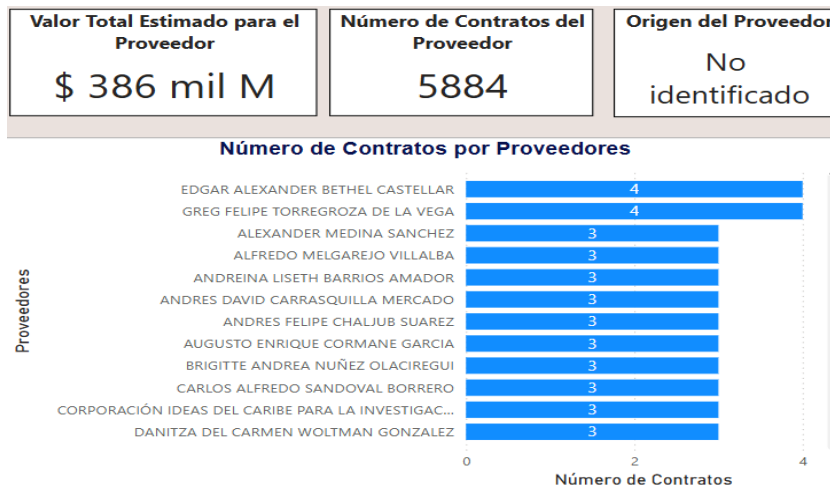 Valor Total Estimado para el
Proveedor
$ 386 mil M
Número de Contratos del
Proveedor
5884
Origen del Proveedor
No
identificado
Número de Contratos por Proveedores
Proveedores
EDGAR ALEXANDER BETHEL CASTELLAR 4
GREG FELIPE TORREGROZA DE LA VEGA 4
ALEXANDER MEDINA SANCHEZ 3
ALFREDO MELGAREJO VILLALBA 3
ANDREINA LISETH BARRIOS AMADOR 3
ANDRES DAVID CARRASQUILLA MERCADO 3
ANDRES FELIPE CHALJUB SUAREZ 3
AUGUSTO ENRIQUE CORMANE GARCIA 3
BRIGITTE ANDREA NUÑEZ OLACIREGUI 3
CARLOS ALFREDO SANDOVAL BORRERO 3
CORPORACIÓN IDEAS DEL CARIBE PARA LA INVESTIGAC... 3
DANITZA DEL CARMEN WOLTMAN GONZALEZ 3
0 2 4
Número de Contratos